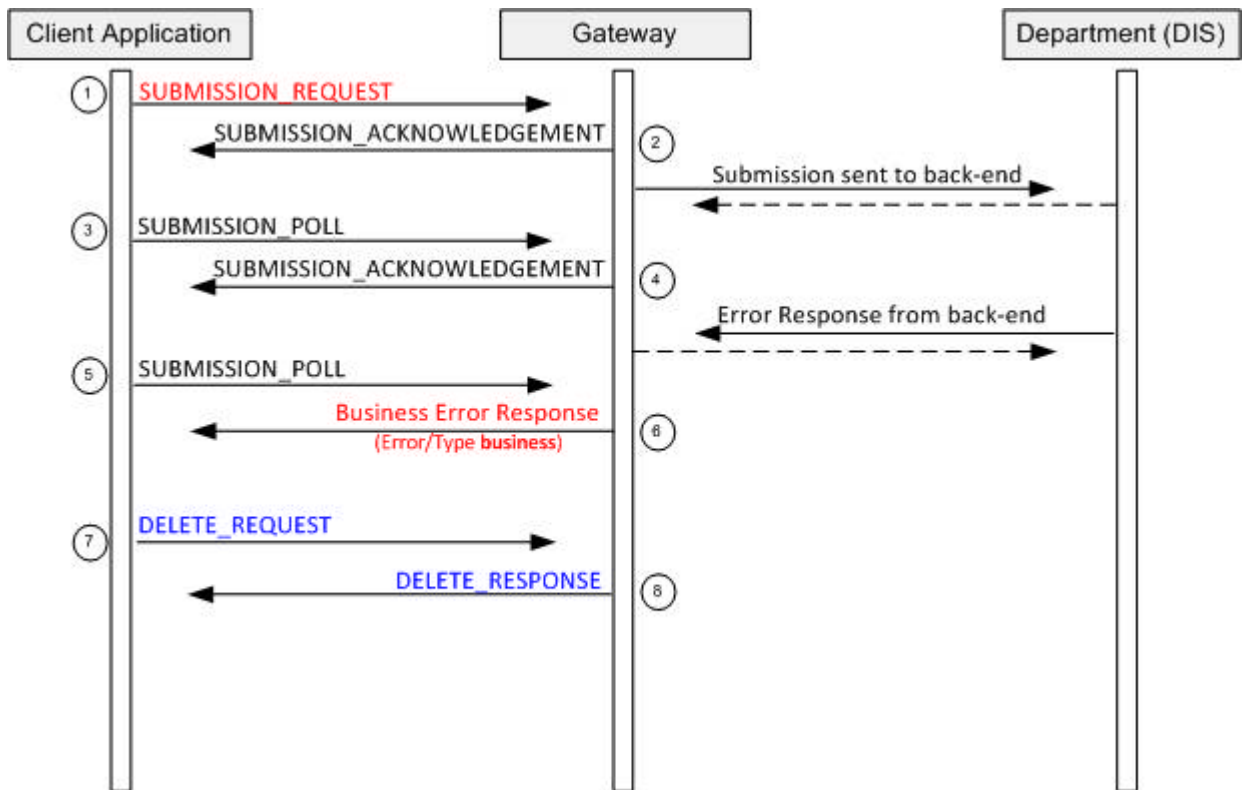 Client Application
Gateway
Department (DIS)
1
SUBMISSION_REQUEST
SUBMISSION_ACKNOWLEDGEMENT
2
Submission sent to back-end
3
SUBMISSION_POLL
SUBMISSION_ACKNOWLEDGEMENT
4
Error Response from back-end
5
SUBMISSION_POLL
Business Error Response
(Error/Type business)
6
7
DELETE_REQUEST
DELETE_RESPONSE
8